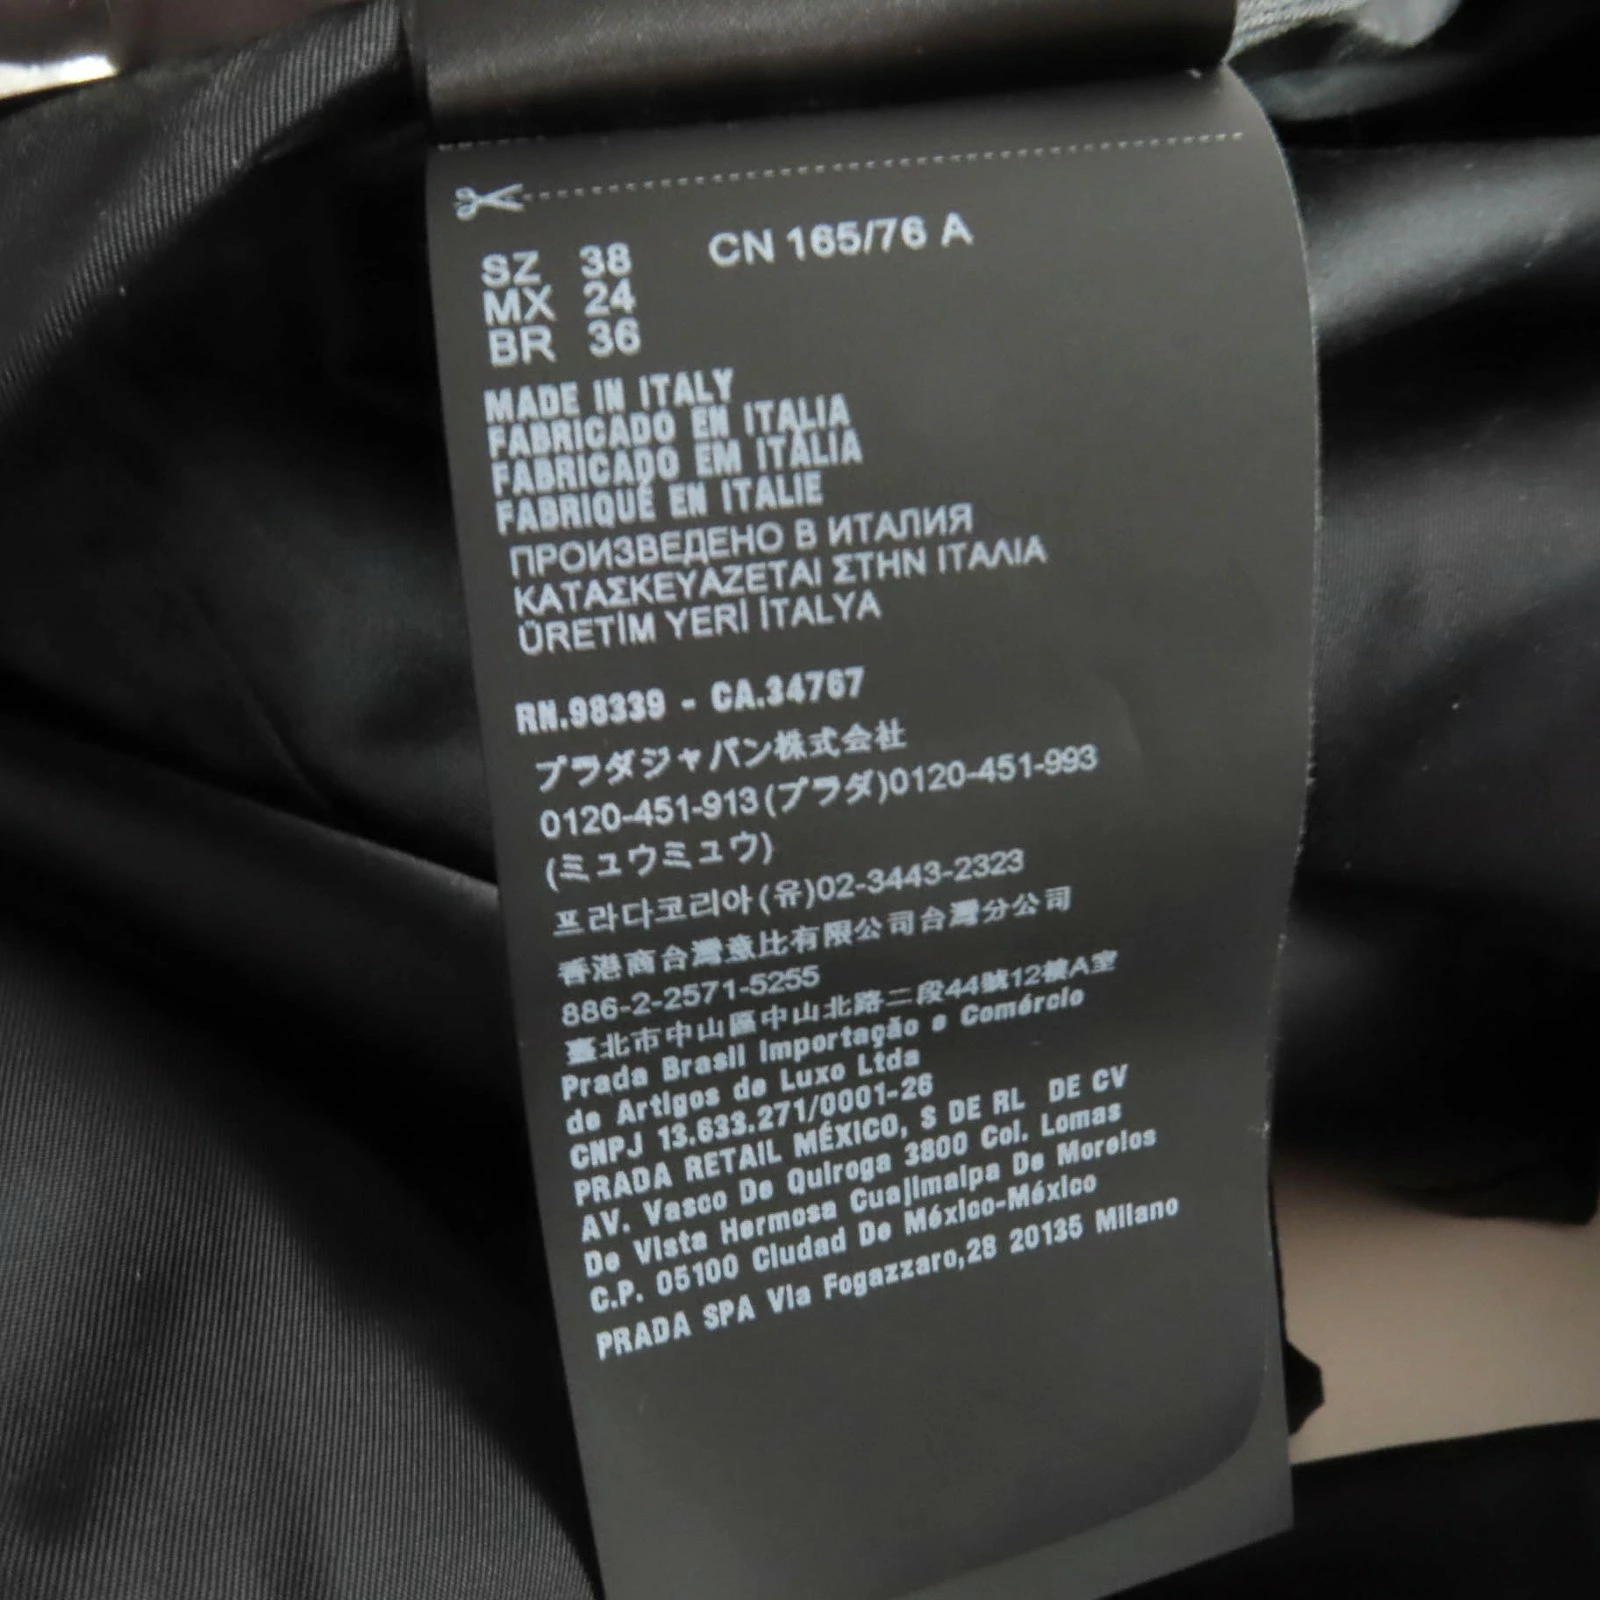 SZ 38 CN 165/76 A
MX 24
BR 36
MADE IN ITALY
FABRICADO EN ITALIA
FABRICADO EM ITÁLIA
FABRIQUÉ EN ITALIE
ПРОИЗВЕДЕНО В ИТАЛИЯ
ΚΑΤΑΣΚΕΥΑΖΕΤΑΙ ΣΤΗΝ ΙΤΑΛΙΑ
ÜRETİM YERİ İTALYA
RN.98339 - CA.34767
プラダジャパン株式会社
0120-451-913(プラダ)0120-451-993
(ミュウミュウ)
프라다코리아(유)02-3443-2323
香港商台灣意比有限公司台灣分公司
886-2-2571-5255
臺北市中山區中山北路二段44號12樓A室
Prada Brasil Importação e Comércio
de Artigos de Luxo Ltda
CNPJ 13.633.271/0001-26
PRADA RETAIL MÉXICO, S DE RL DE CV
AV. Vasco De Quiroga 3800 Col. Lomas
De Vista Hermosa Cuajimalpa De Morelos
C.P. 05100 Ciudad De México-México
PRADA SPA Via Fogazzaro,28 20135 Milano